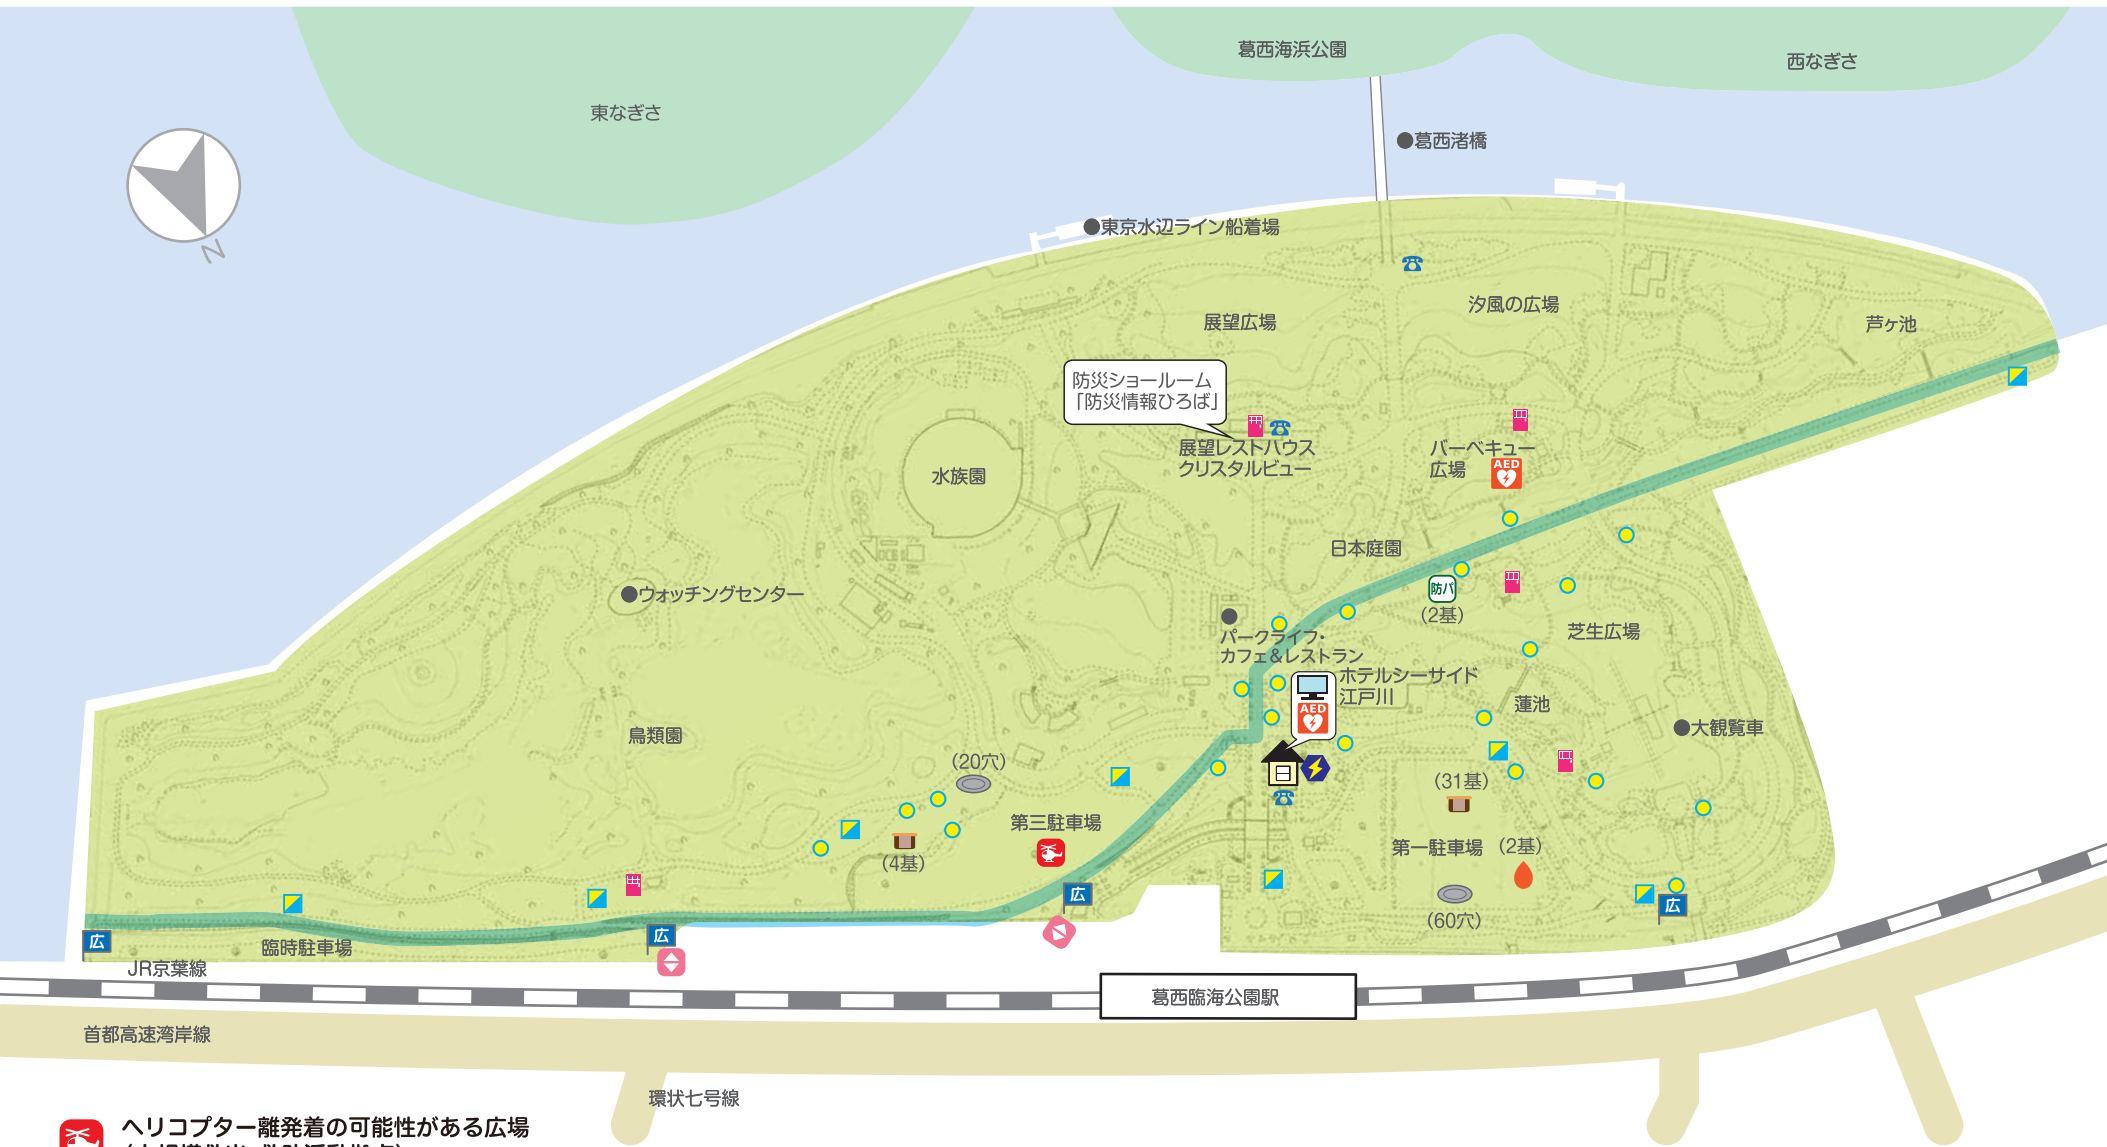 葛西海浜公園
西なぎさ
東なぎさ
●葛西渚橋
●東京水辺ライン船着場
N
汐風の広場
展望広場
芦ヶ池
防災ショールーム
「防災情報ひろば」
展望レストハウス
クリスタルビュー
バーベキュー
広場
AED
水族園
日本庭園
●ウォッチングセンター
防パ
(2基)
芝生広場
パークライフ・
カフェ&レストラン
ホテルシーサイド
江戸川
AED
蓮池
●大観覧車
鳥類園
(20穴)
(31基)
第三駐車場
第一駐車場
(2基)
(4基)
広
広
(60穴)
広
広
臨時駐車場
JR京葉線
葛西臨海公園駅
首都高速湾岸線
環状七号線
ヘリコプター離発着の可能性がある広場